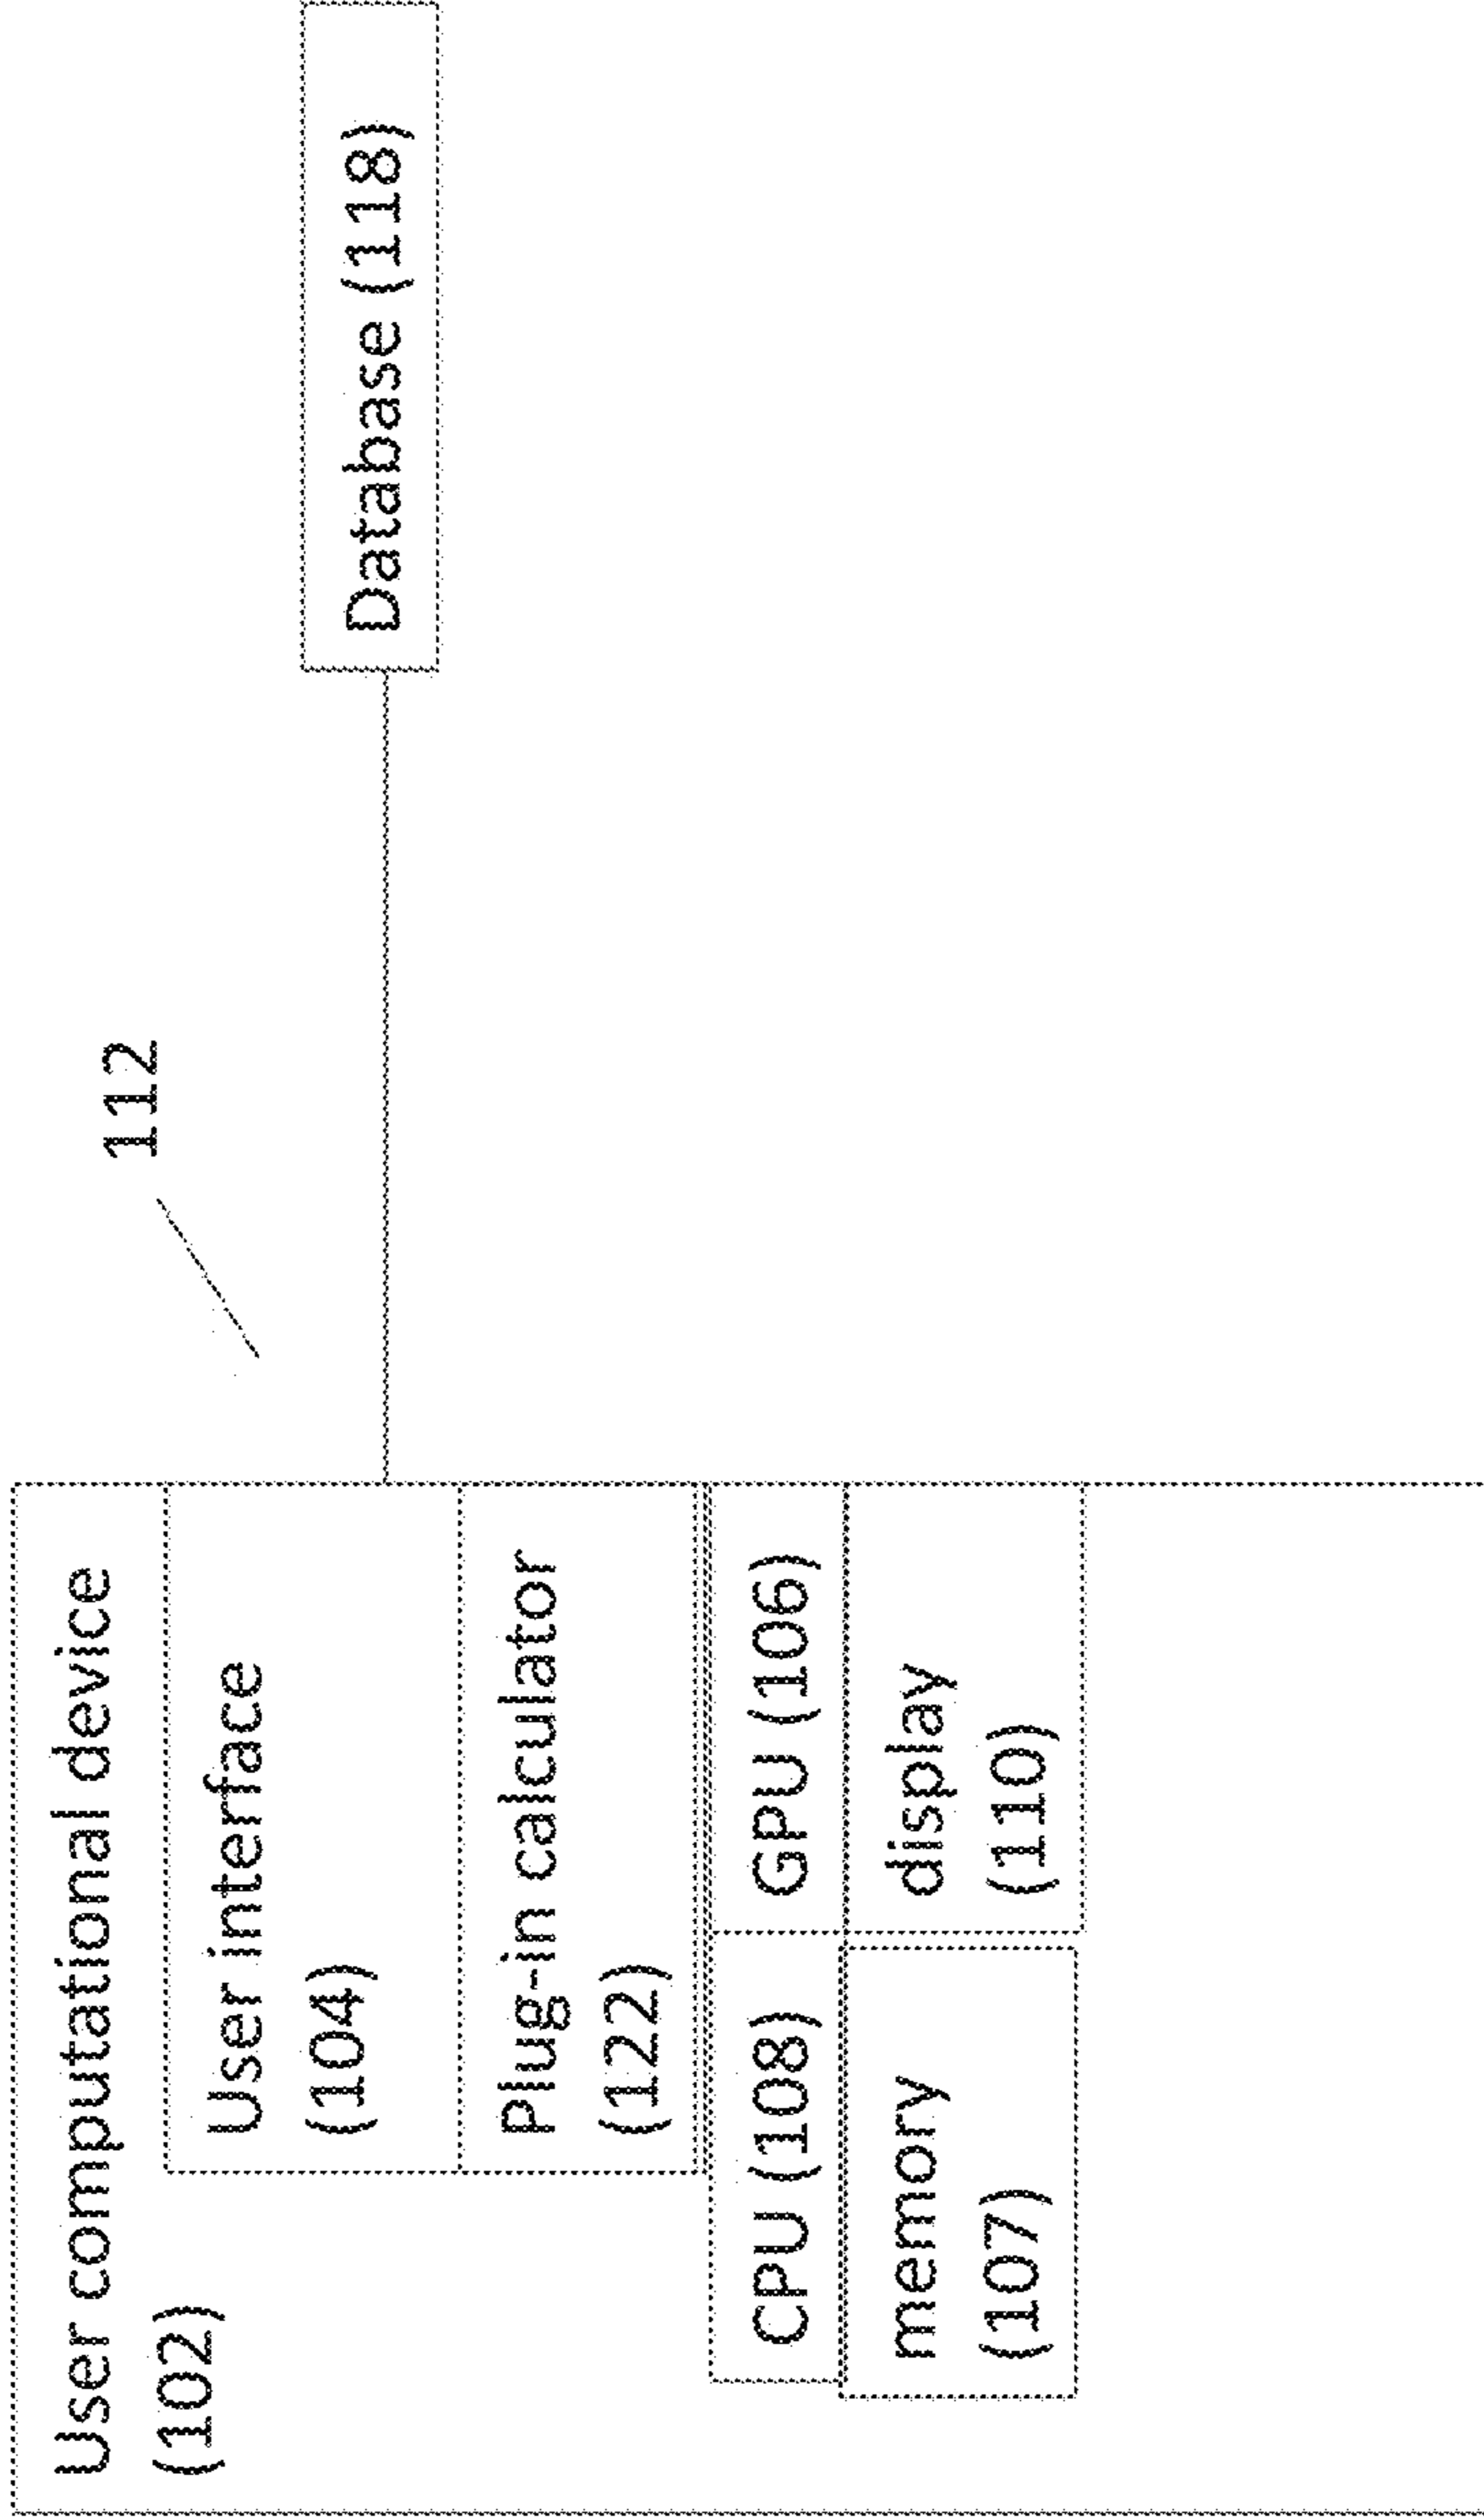 User computational device
(102)
User interface
(104)
Plug-in calculator
(122)
CPU (108)
GPU (106)
memory
(107)
display
(110)
112
Database (118)